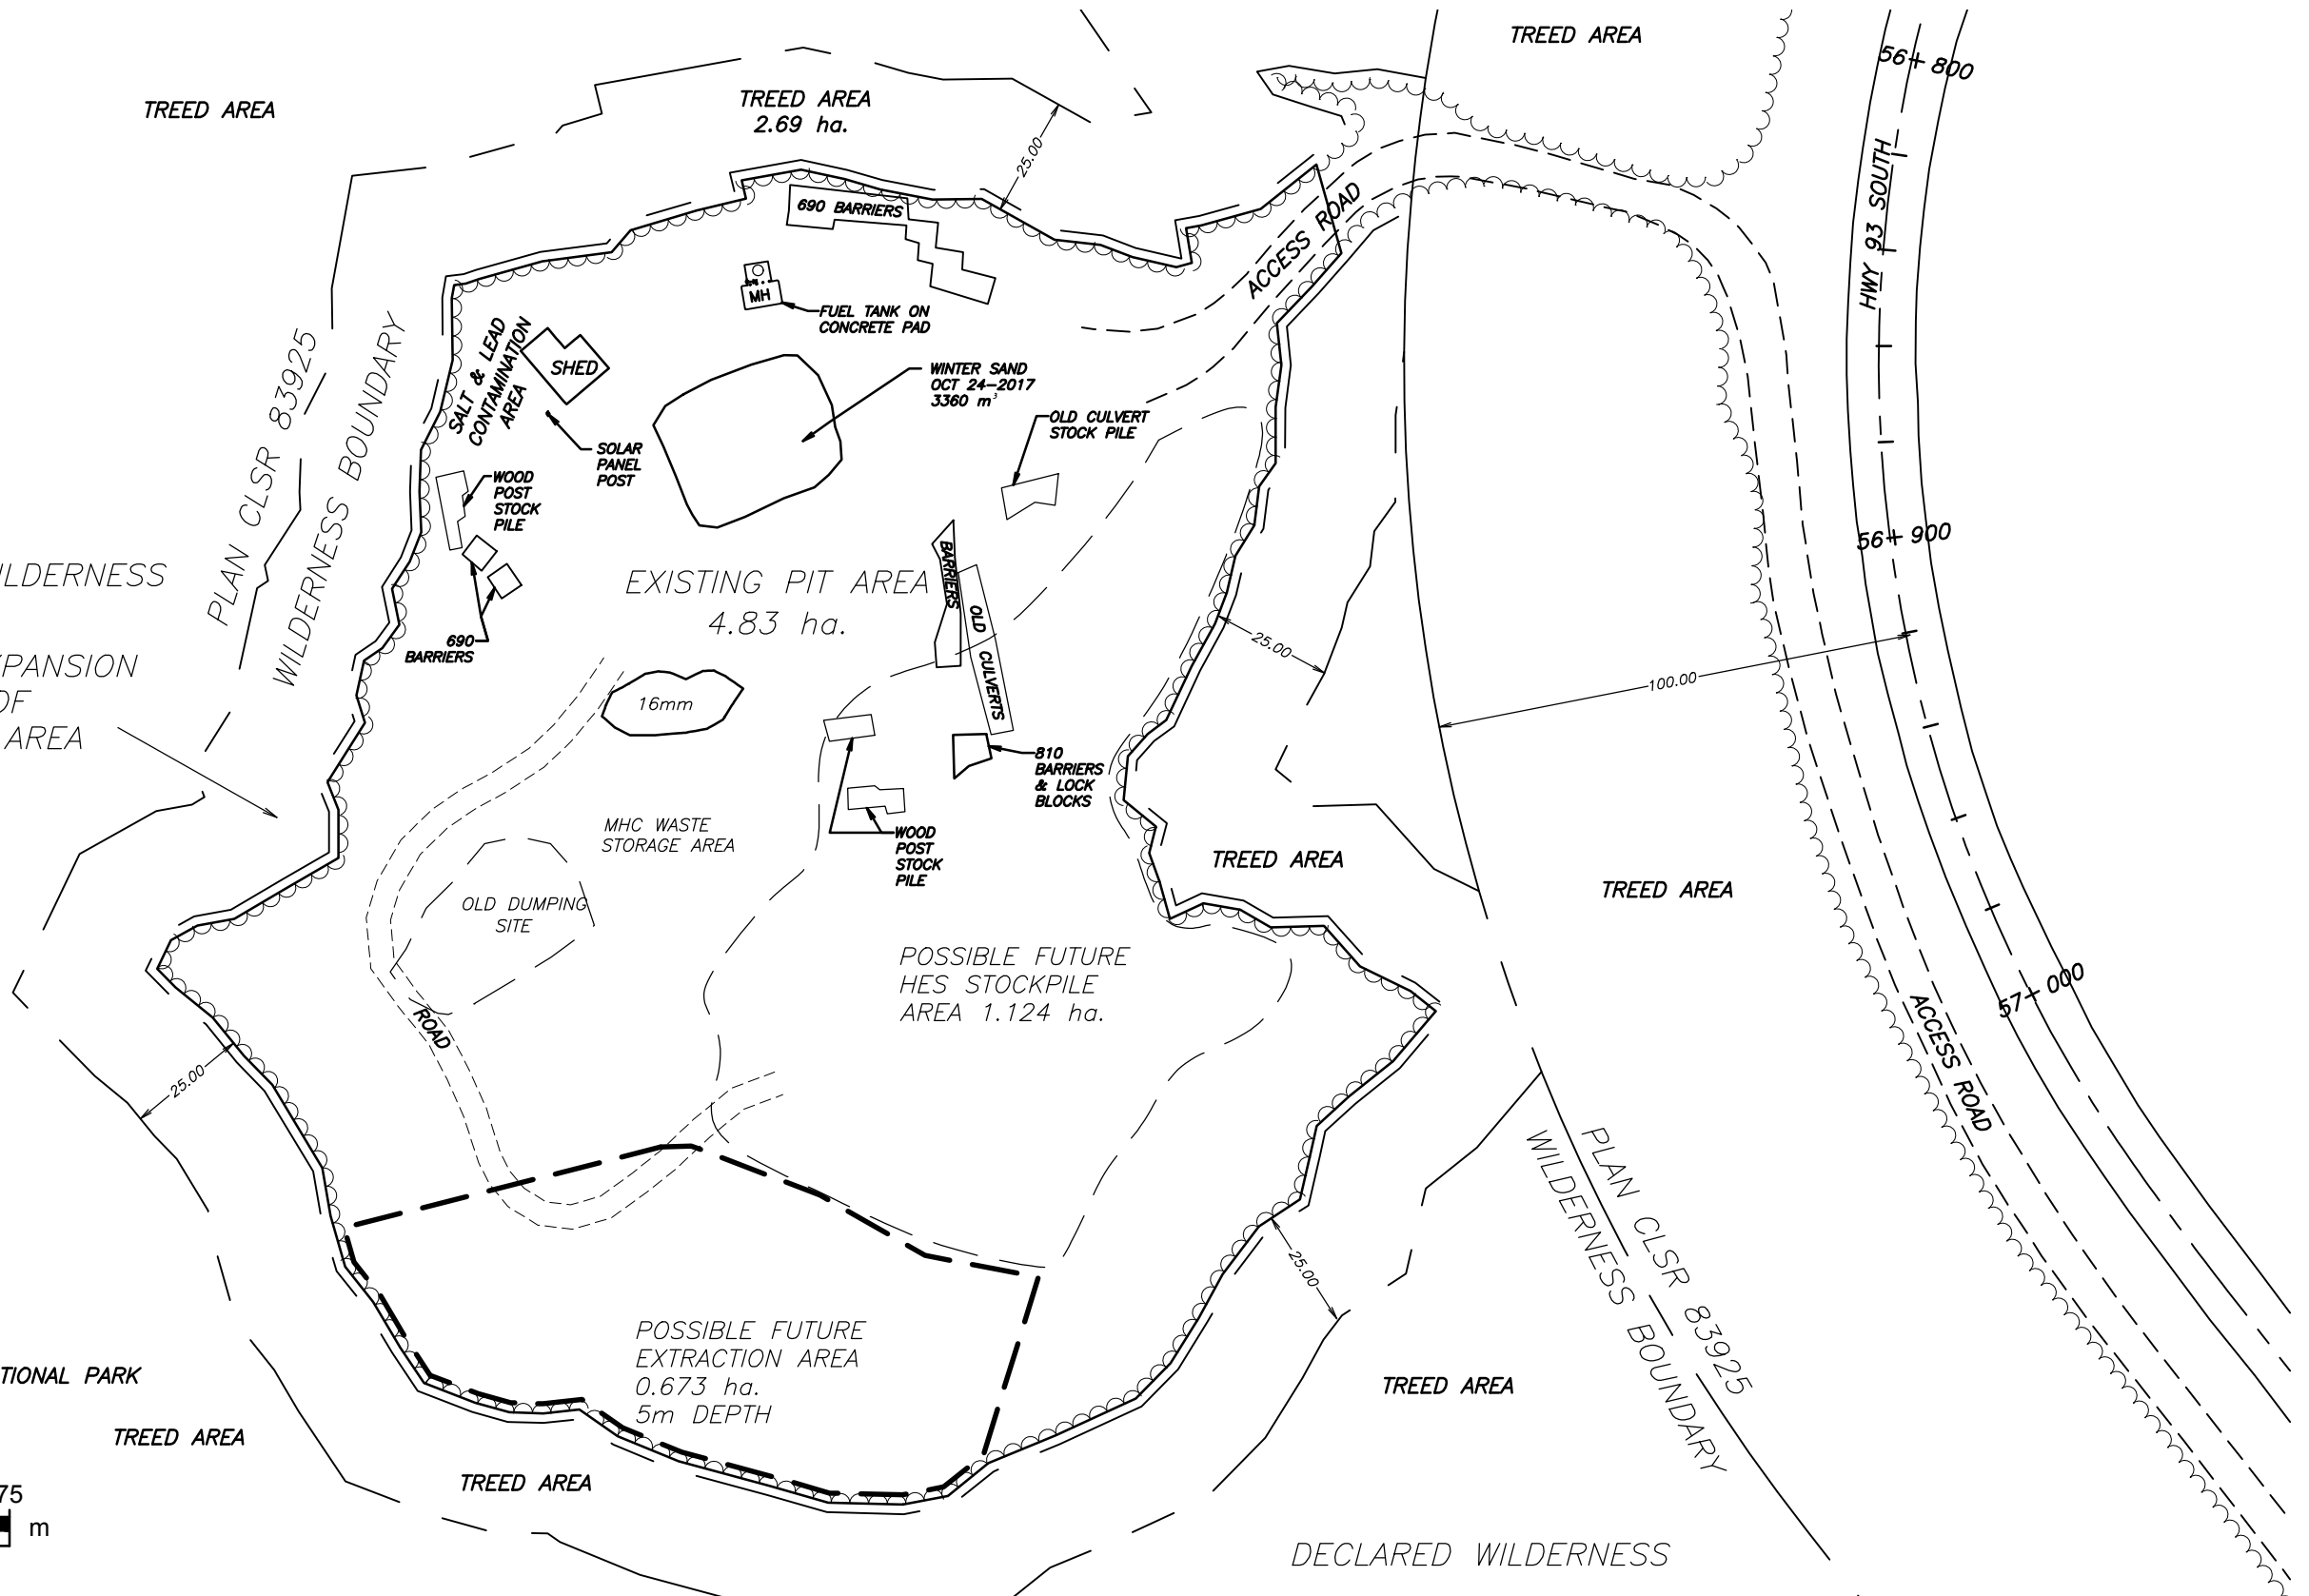 TREED AREA
56+ 800
TREED AREA
2.69 ha.
TREED AREA
25.00
HWY 93 SOUTH
690 BARRIERS
ACCESS ROAD
MH
FUEL TANK ON
CONCRETE PAD
SALT & LEAD
CONTAMINATION
AREA
SHED
WINTER SAND
OCT 24-2017
3360 m³
OLD CULVERT
STOCK PILE
SOLAR
PANEL
POST
PLAN CLSR 83925
WILDERNESS BOUNDARY
WOOD
POST
STOCK
PILE
56+ 900
LDERNESS
EXISTING PIT AREA
4.83 ha.
BARRIERS
OLD CULVERTS
690
BARRIERS
25.00
PANSION
OF
AREA
16mm
100.00
810
BARRIERS
& LOCK
BLOCKS
MHC WASTE
STORAGE AREA
WOOD
POST
STOCK
PILE
TREED AREA
TREED AREA
OLD DUMPING
SITE
POSSIBLE FUTURE
HES STOCKPILE
AREA 1.124 ha.
57+ 000
ROAD
ACCESS ROAD
25.00
PLAN CLSR 83925
WILDERNESS BOUNDARY
25.00
POSSIBLE FUTURE
EXTRACTION AREA
0.673 ha.
5m DEPTH
TIONAL PARK
TREED AREA
TREED AREA
TREED AREA
75
m
DECLARED WILDERNESS